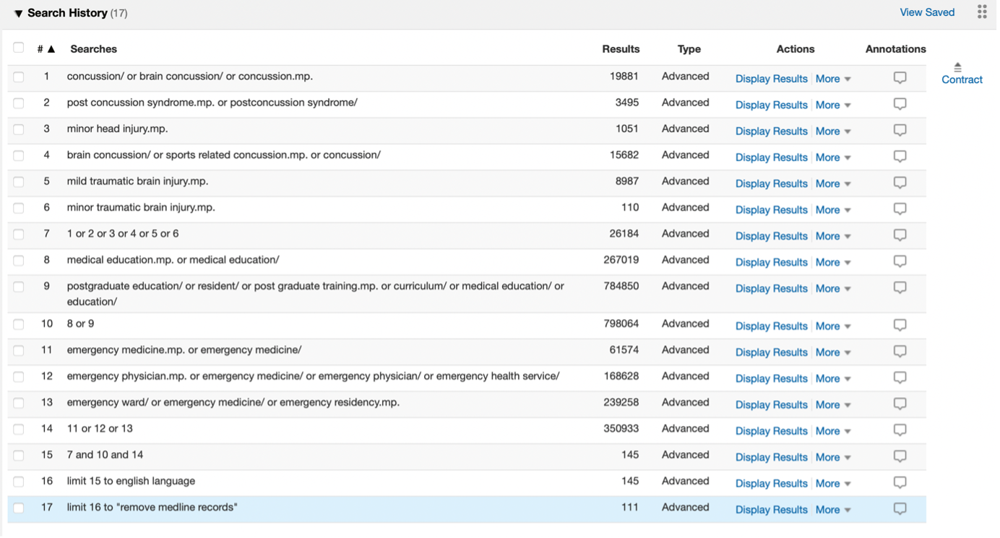 ▼ Search History (17) View Saved
# ▲ Searches Results Type Actions Annotations
1 concussion/ or brain concussion/ or concussion.mp. 19881 Advanced Display Results More ▼
Contract
2 post concussion syndrome.mp. or postconcussion syndrome/ 3495 Advanced Display Results More ▼
3 minor head injury.mp. 1051 Advanced Display Results More ▼
4 brain concussion/ or sports related concussion.mp. or concussion/ 15682 Advanced Display Results More ▼
5 mild traumatic brain injury.mp. 8987 Advanced Display Results More ▼
6 minor traumatic brain injury.mp. 110 Advanced Display Results More ▼
7 1 or 2 or 3 or 4 or 5 or 6 26184 Advanced Display Results More ▼
8 medical education.mp. or medical education/ 267019 Advanced Display Results More ▼
9 postgraduate education/ or resident/ or post graduate training.mp. or curriculum/ or medical education/ or 784850 Advanced Display Results More ▼
education/
10 8 or 9 798064 Advanced Display Results More ▼
11 emergency medicine.mp. or emergency medicine/ 61574 Advanced Display Results More ▼
12 emergency physician.mp. or emergency medicine/ or emergency physician/ or emergency health service/ 168628 Advanced Display Results More ▼
13 emergency ward/ or emergency medicine/ or emergency residency.mp. 239258 Advanced Display Results More ▼
14 11 or 12 or 13 350933 Advanced Display Results More ▼
15 7 and 10 and 14 145 Advanced Display Results More ▼
16 limit 15 to english language 145 Advanced Display Results More ▼
17 limit 16 to "remove medline records" 111 Advanced Display Results More ▼